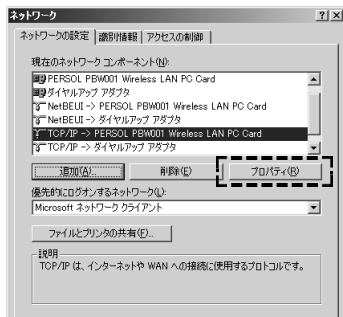 ネットワーク
ネットワークの設定 識別情報 アクセスの制御
現在のネットワーク コンポーネント(N):
PERSOL PBW001 Wireless LAN PC Card
ダイヤルアップ アダプタ
NetBEUI -> PERSOL PBW001 Wireless LAN PC Card
NetBEUI -> ダイヤルアップ アダプタ
TCP/IP -> PERSOL PBW001 Wireless LAN PC Card
TCP/IP -> ダイヤルアップ アダプタ
追加(A)... 削除(E) プロパティ(R)
優先的にログオンするネットワーク(L):
Microsoft ネットワーク クライアント
ファイルとプリンタの共有(F)...
説明
TCP/IP は、インターネットや WAN への接続に使用するプロトコルです。